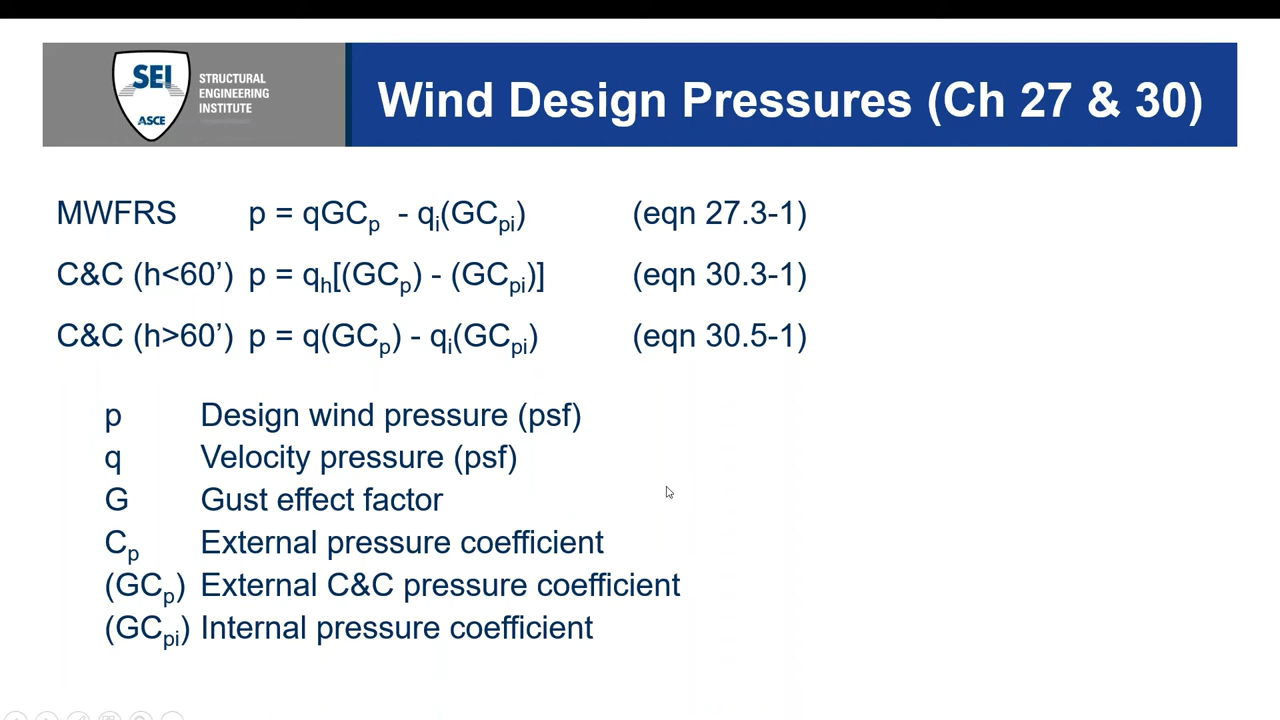 SEI
STRUCTURAL
ENGINEERING
INSTITUTE
ASCE
Wind Design Pressures (Ch 27 & 30)
MWFRS p = qGCp - qi(GCpi) (eqn 27.3-1)
C&C (h<60’) p = qh[(GCp) - (GCpi)] (eqn 30.3-1)
C&C (h>60’) p = q(GCp) - qi(GCpi) (eqn 30.5-1)
p Design wind pressure (psf)
q Velocity pressure (psf)
G Gust effect factor
Cp External pressure coefficient
(GCp) External C&C pressure coefficient
(GCpi) Internal pressure coefficient